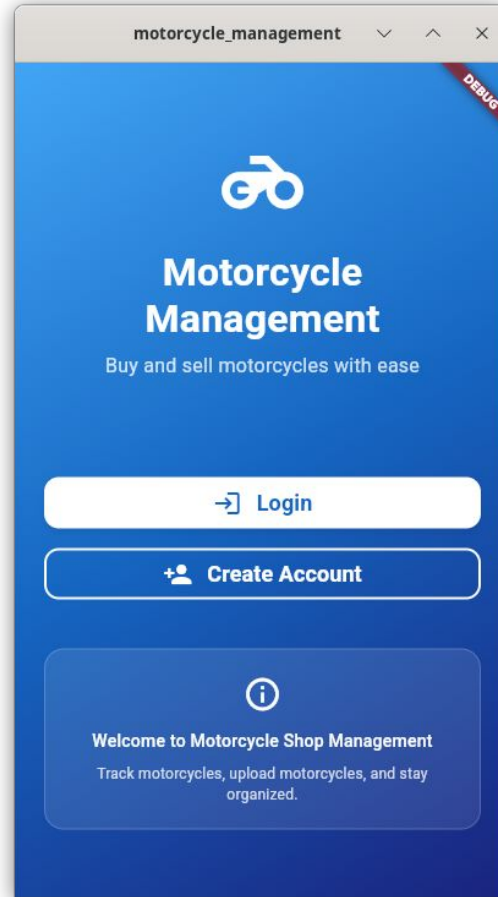 motorcycle_management
DEBUG
Motorcycle
Management
Buy and sell motorcycles with ease
Login
Create Account
Welcome to Motorcycle Shop Management
Track motorcycles, upload motorcycles, and stay
organized.